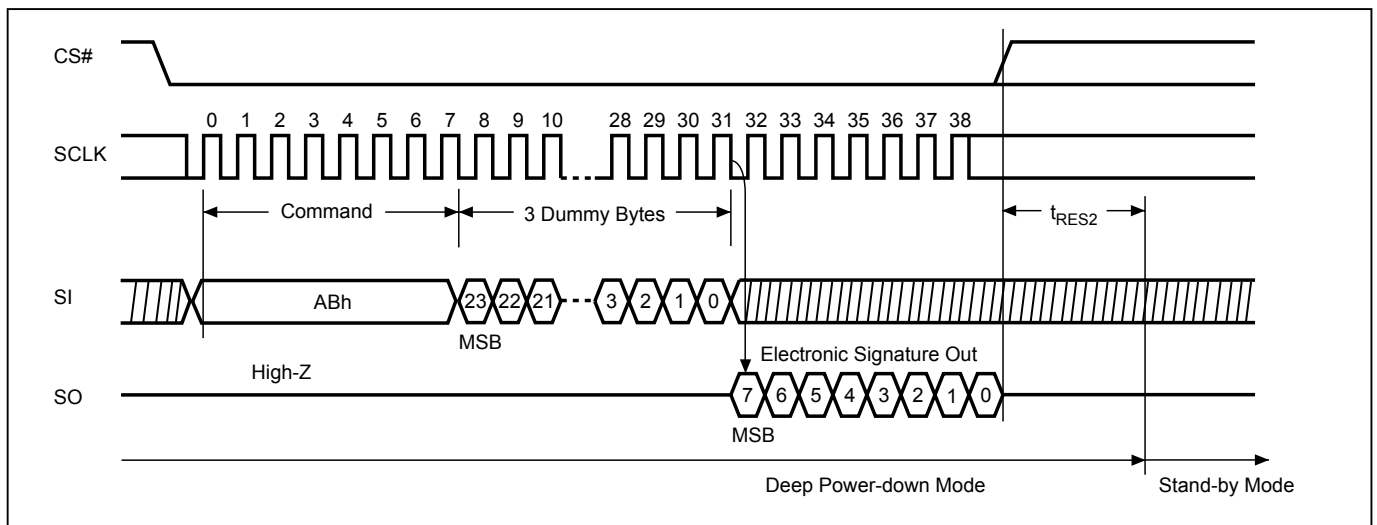 CS#
0 1 2 3 4 5 6 7 8 9 10 28 29 30 31 32 33 34 35 36 37 38
SCLK
Command
3 Dummy Bytes
tRES2
SI
ABh
23 22 21 3 2 1 0
MSB
Electronic Signature Out
High-Z
SO
7 6 5 4 3 2 1 0
MSB
Deep Power-down Mode
Stand-by Mode